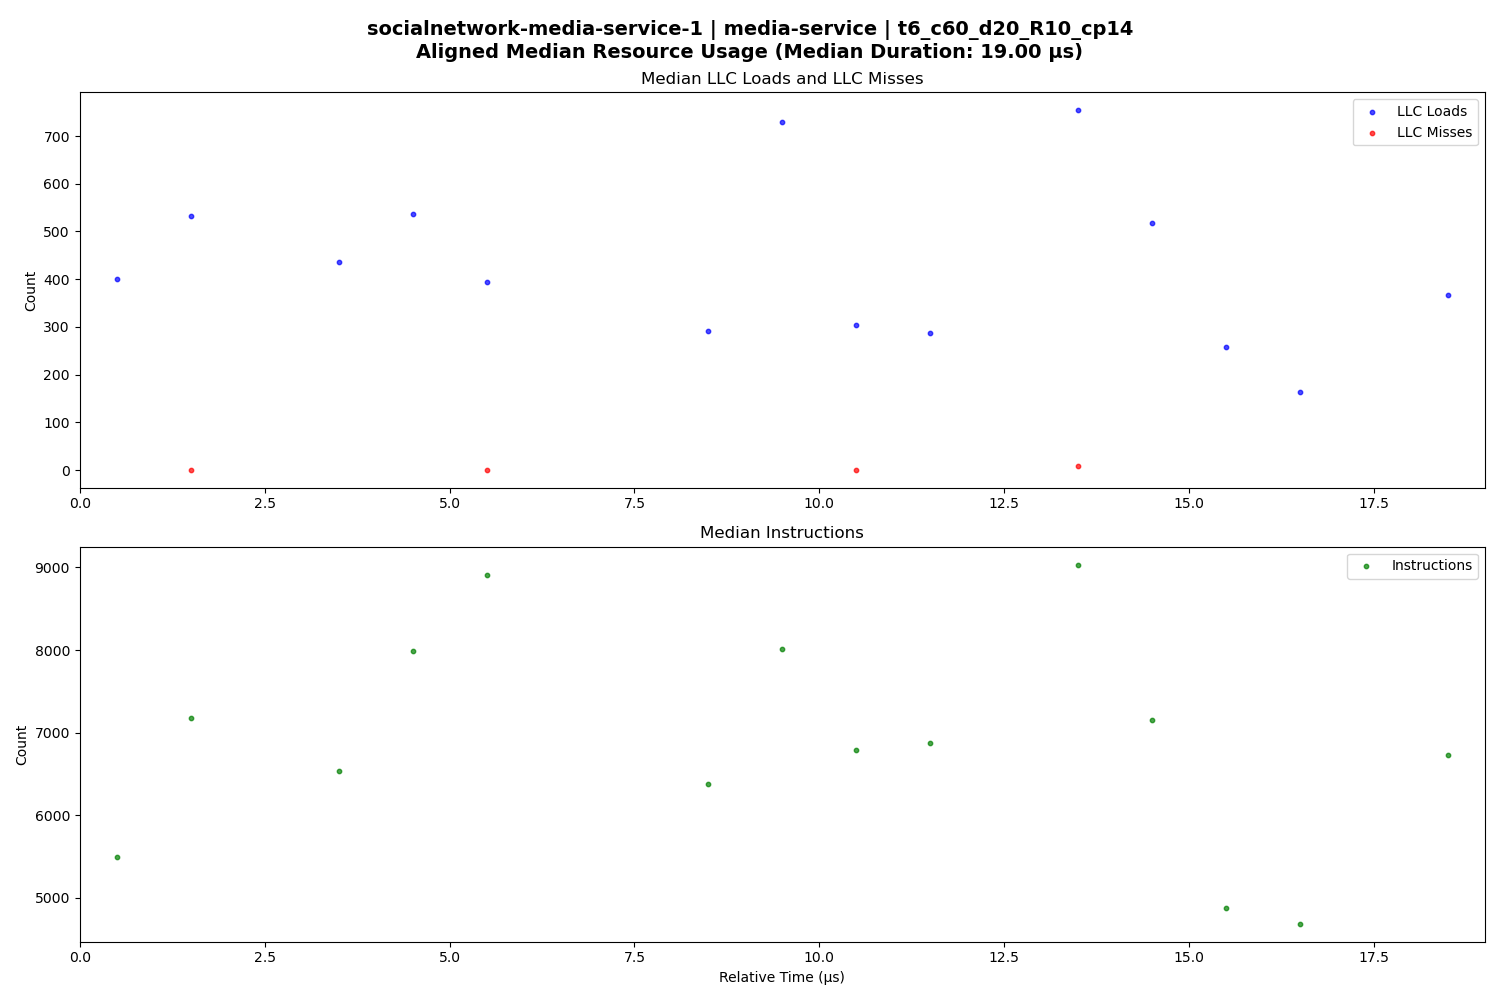 socialnetwork-media-service-1 | media-service | t6_c60_d20_R10_cp14
Aligned Median Resource Usage (Median Duration: 19.00 µs)
Median LLC Loads and LLC Misses
LLC Loads
LLC Misses
700
600
500
400
300
200
100
0
Count
0.0 2.5 5.0 7.5 10.0 12.5 15.0 17.5
Median Instructions
Instructions
9000
8000
7000
6000
5000
Count
0.0 2.5 5.0 7.5 10.0 12.5 15.0 17.5
Relative Time (µs)